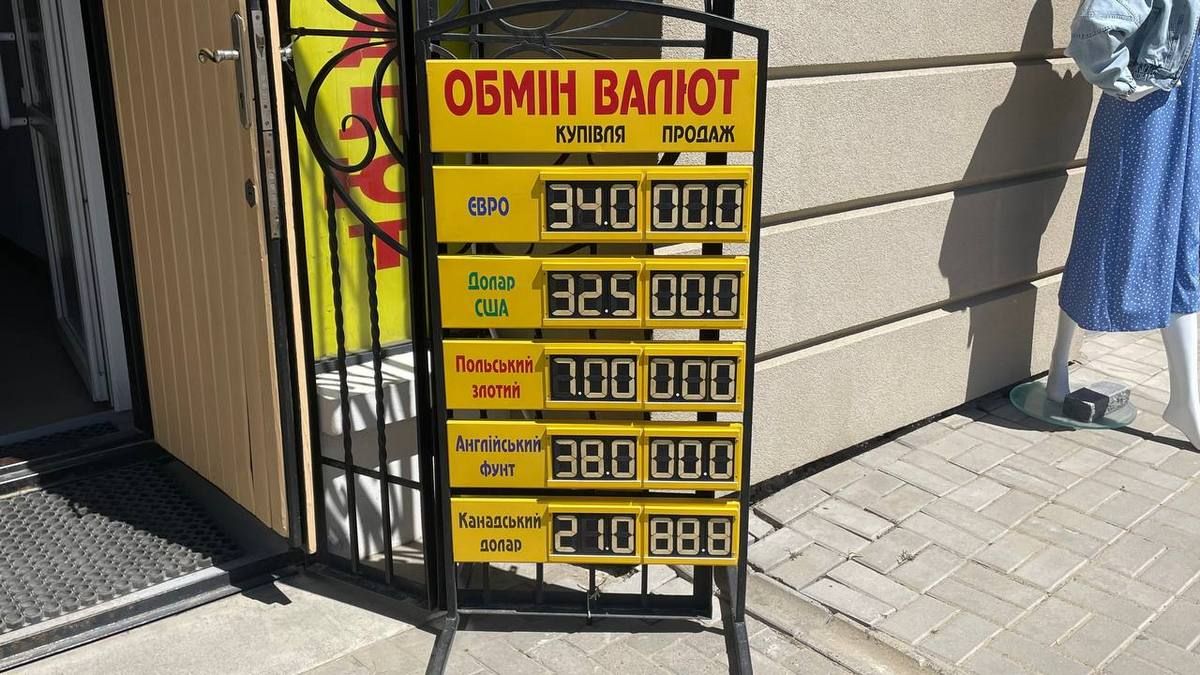 ОБМІН ВАЛЮТ
КУПІВЛЯ ПРОДАЖ
ЄВРО 34.0 00.0
Долар 32.5 00.0
США
Польський 7.00 0.00
злотий
Англійський 38.0 00.0
фунт
Канадський 21.0 88.8
долар